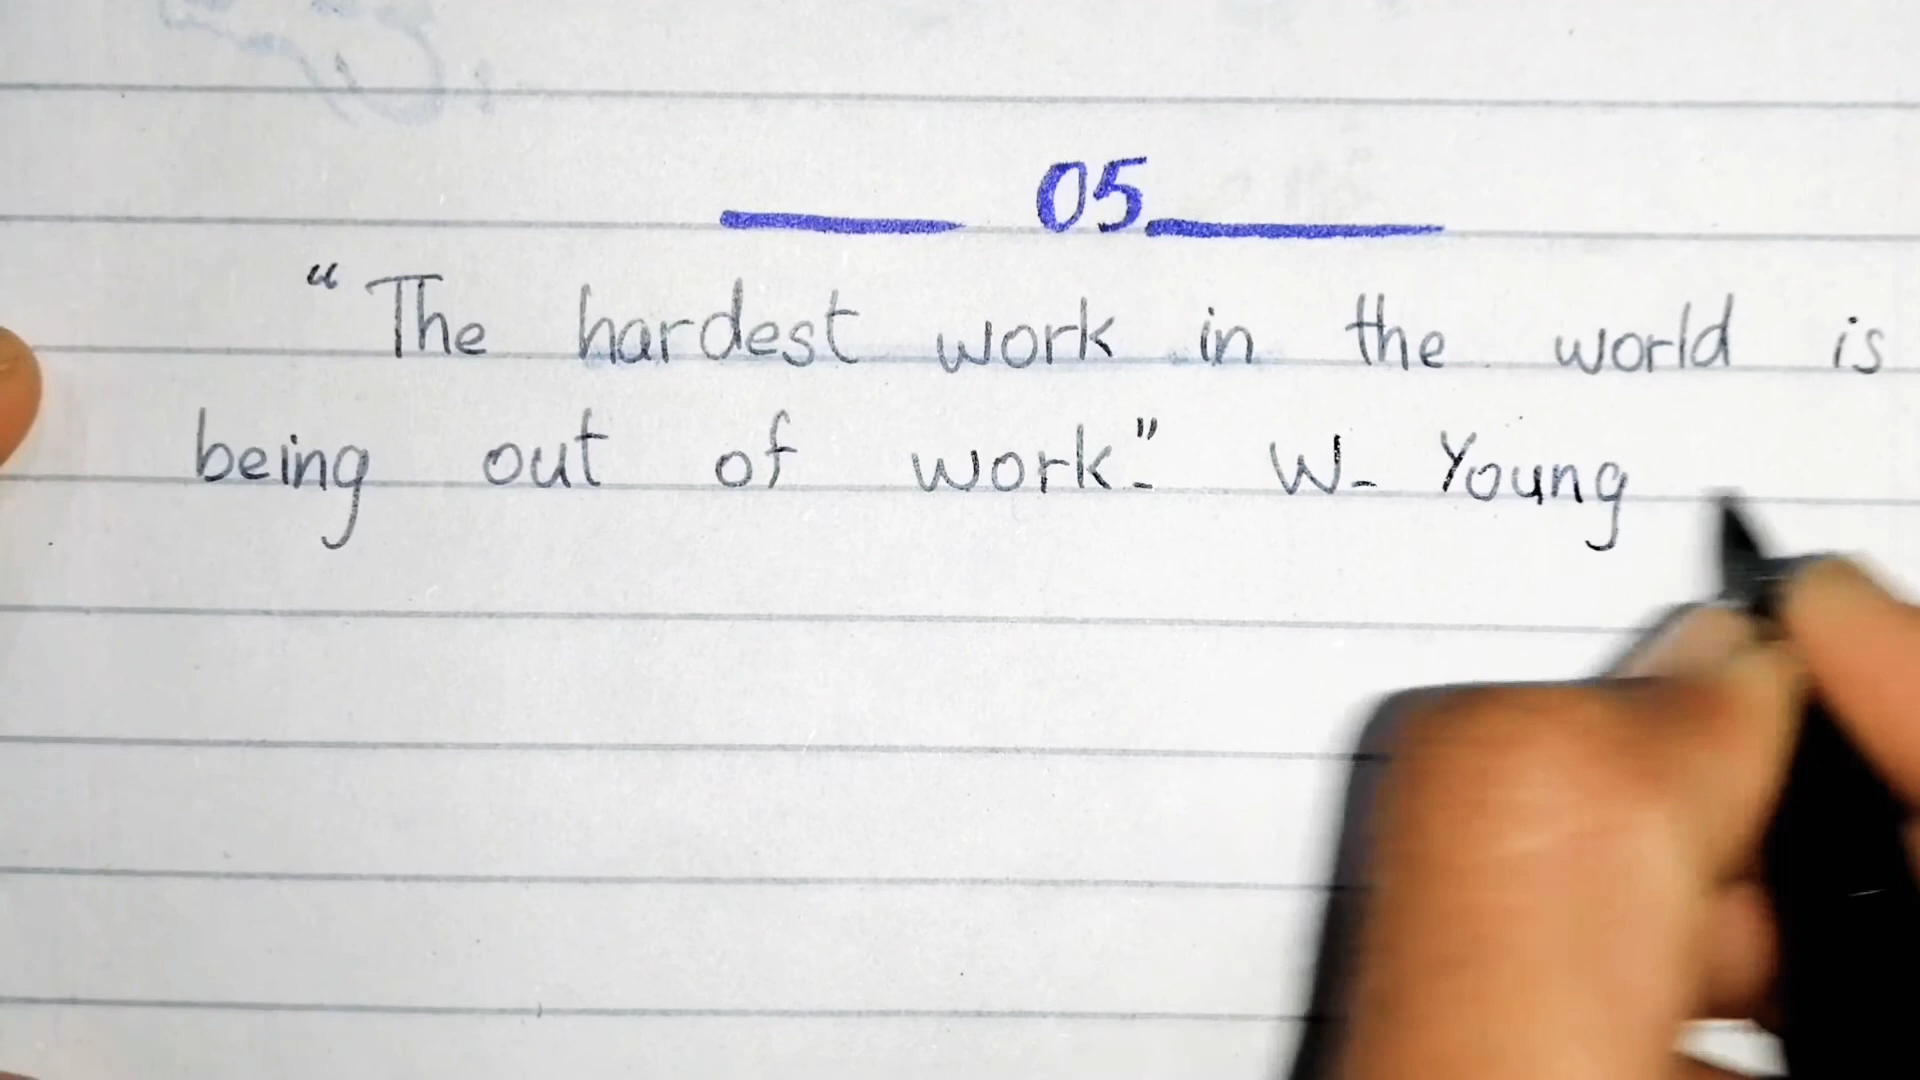 05
“The hardest work in the world is
being out of work.” W- Young